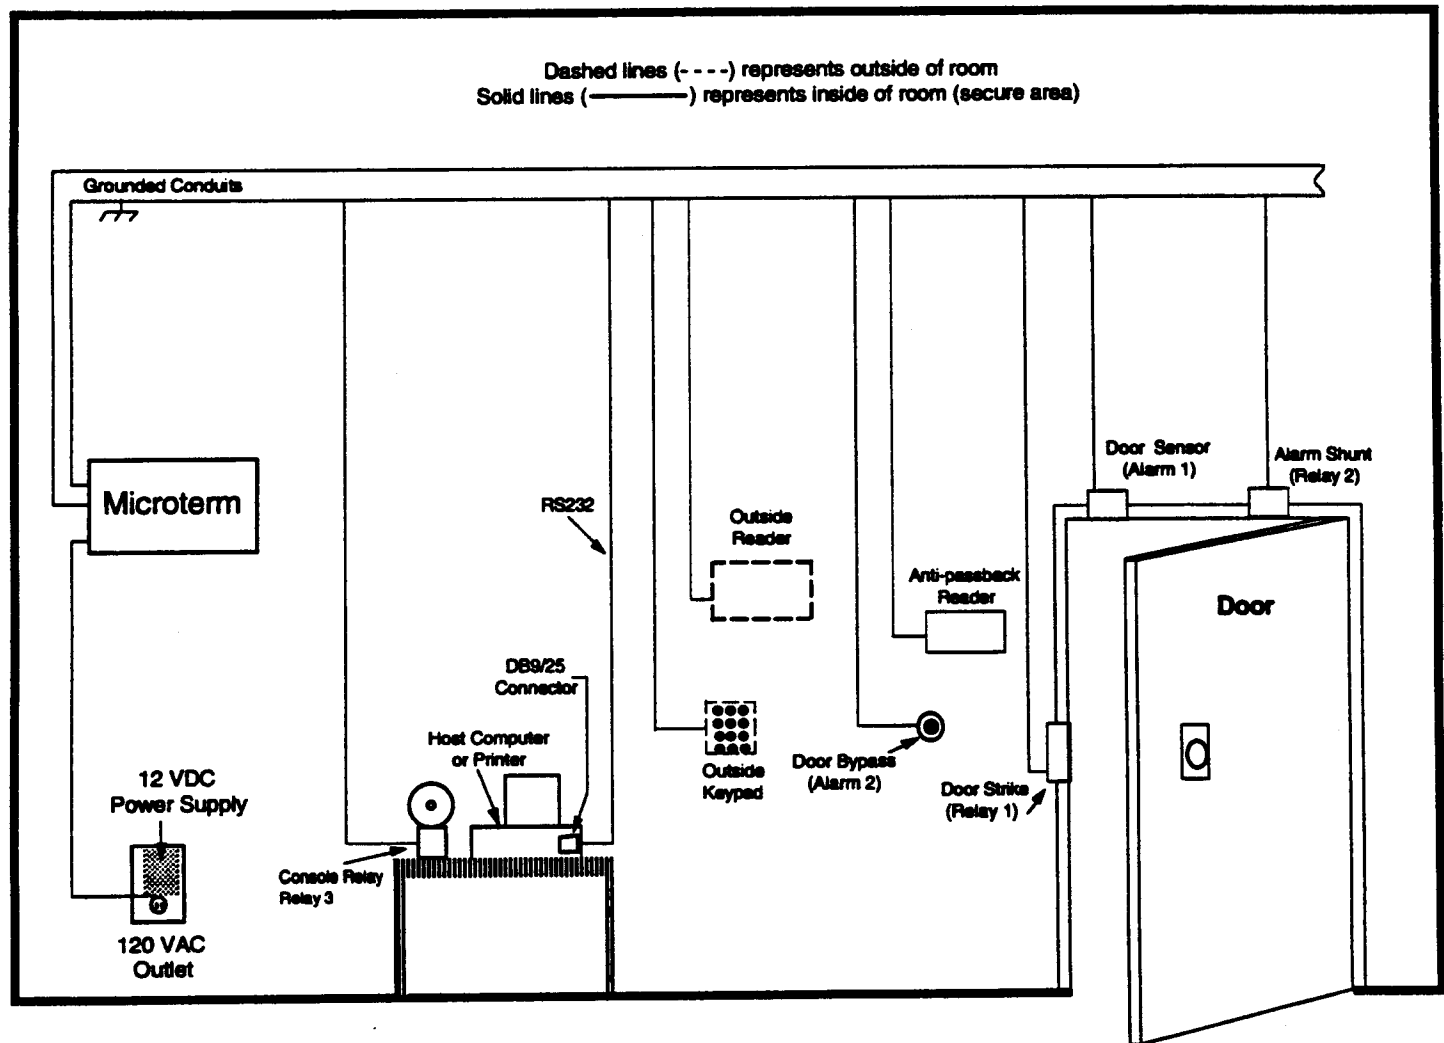 Dashed lines (- - - -) represents outside of room
Solid lines (————) represents inside of room (secure area)
Grounded Conduits
Microterm
RS232
Outside
Reader
Anti-passback
Reader
Door Sensor
(Alarm 1)
Alarm Shunt
(Relay 2)
Door
DB9/25
Connector
Host Computer
or Printer
Outside
Keypad
Door Bypass
(Alarm 2)
Door Strike
(Relay 1)
12 VDC
Power Supply
Console Relay
Relay 3
120 VAC
Outlet